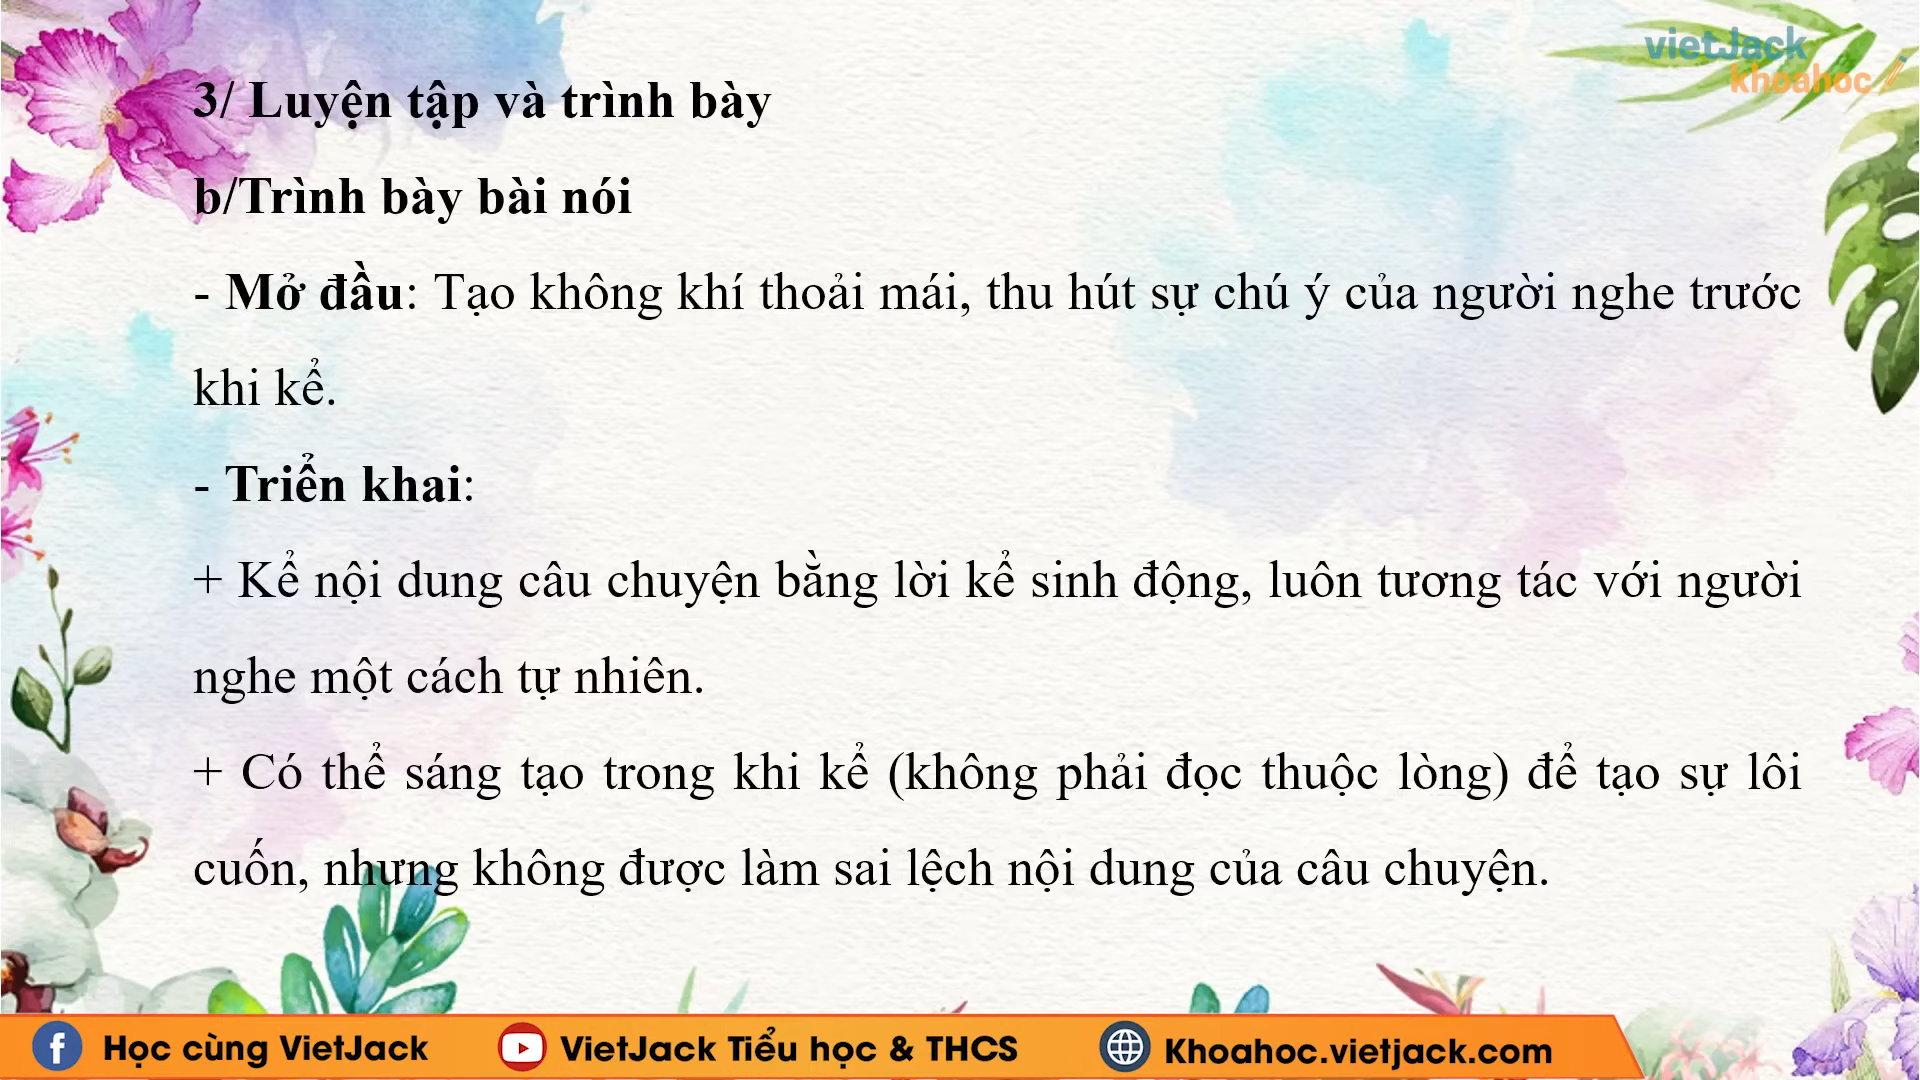 vietJack
khoahoc
3/ Luyện tập và trình bày
b/Trình bày bài nói
- Mở đầu: Tạo không khí thoải mái, thu hút sự chú ý của người nghe trước
khi kể.
- Triển khai:
+ Kể nội dung câu chuyện bằng lời kể sinh động, luôn tương tác với người
nghe một cách tự nhiên.
+ Có thể sáng tạo trong khi kể (không phải đọc thuộc lòng) để tạo sự lôi
cuốn, nhưng không được làm sai lệch nội dung của câu chuyện.
Học cùng VietJack
VietJack Tiểu học & THCS
Khoahoc.vietjack.com